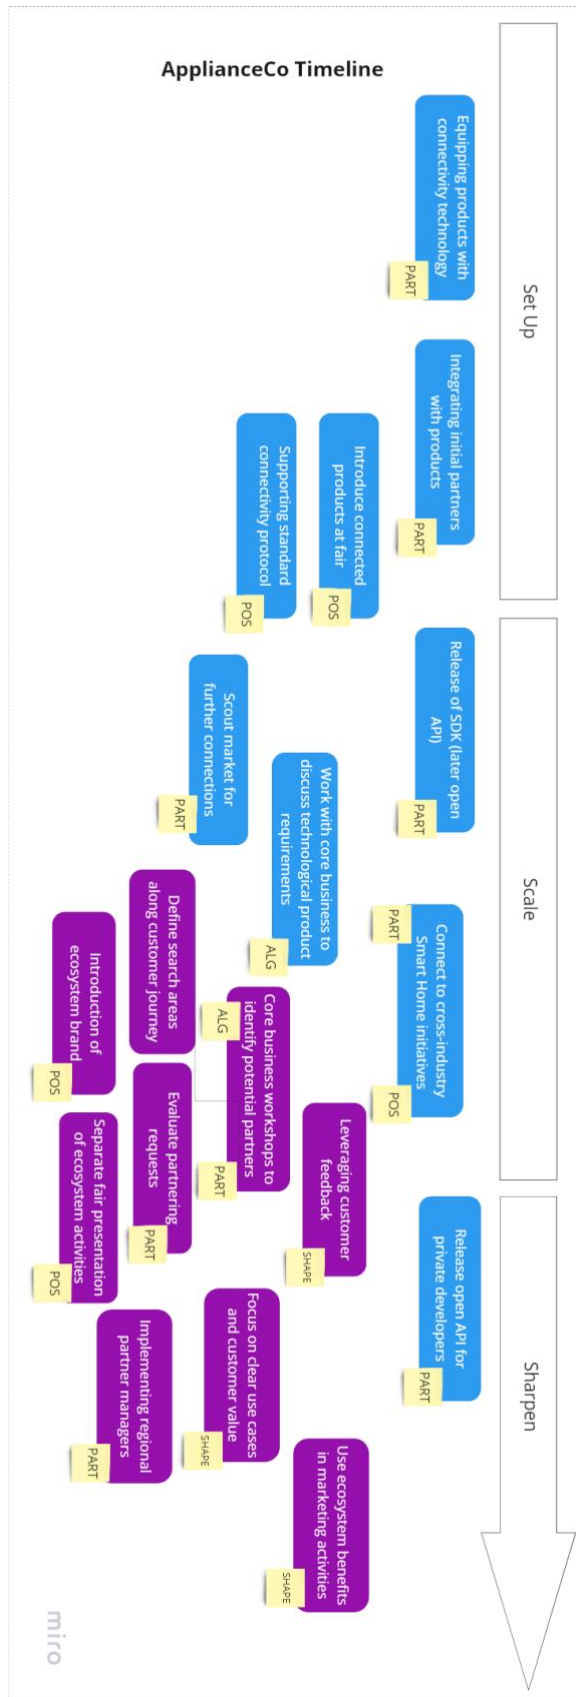 ApplianceCo Timeline
Set Up
Scale
Sharpen
Equipping products with
connectivity technology
PART
Integrating initial partners
with products
PART
Introduce connected
products at fair
POS
Supporting standard
connectivity protocol
POS
Release of SDK (later open
API)
PART
Scout market for
further connections
PART
Work with core business to
discuss technological product
requirements
ALG
Connect to cross-industry
Smart Home initiatives
PART
POS
Define search areas
along customer journey
Introduction of
ecosystem brand
POS
Core business workshops to
identify potential partners
ALG
PART
Evaluate partnering
requests
PART
Leveraging customer
feedback
SHAPE
Separate fair presentation
of ecosystem activities
POS
Release open API for
private developers
PART
Focus on clear use cases
and customer value
SHAPE
Implementing regional
partner managers
PART
Use ecosystem benefits
in marketing activities
SHAPE
miro